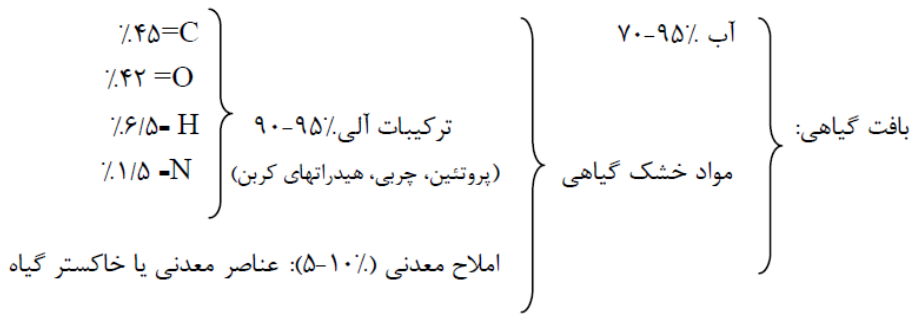 بافت گیاهی:
آب ۷۰-۹۵٪
مواد خشک گیاهی
ترکیبات آلی ۹۰-۹۵٪
(پروتئین، چربی، هیدراتهای کربن)
C=۴۵٪
O= ۴۲٪
H -۶/۵٪
N- ۱/۵٪
املاح معدنی (۵-۱۰٪): عناصر معدنی یا خاکستر گیاه